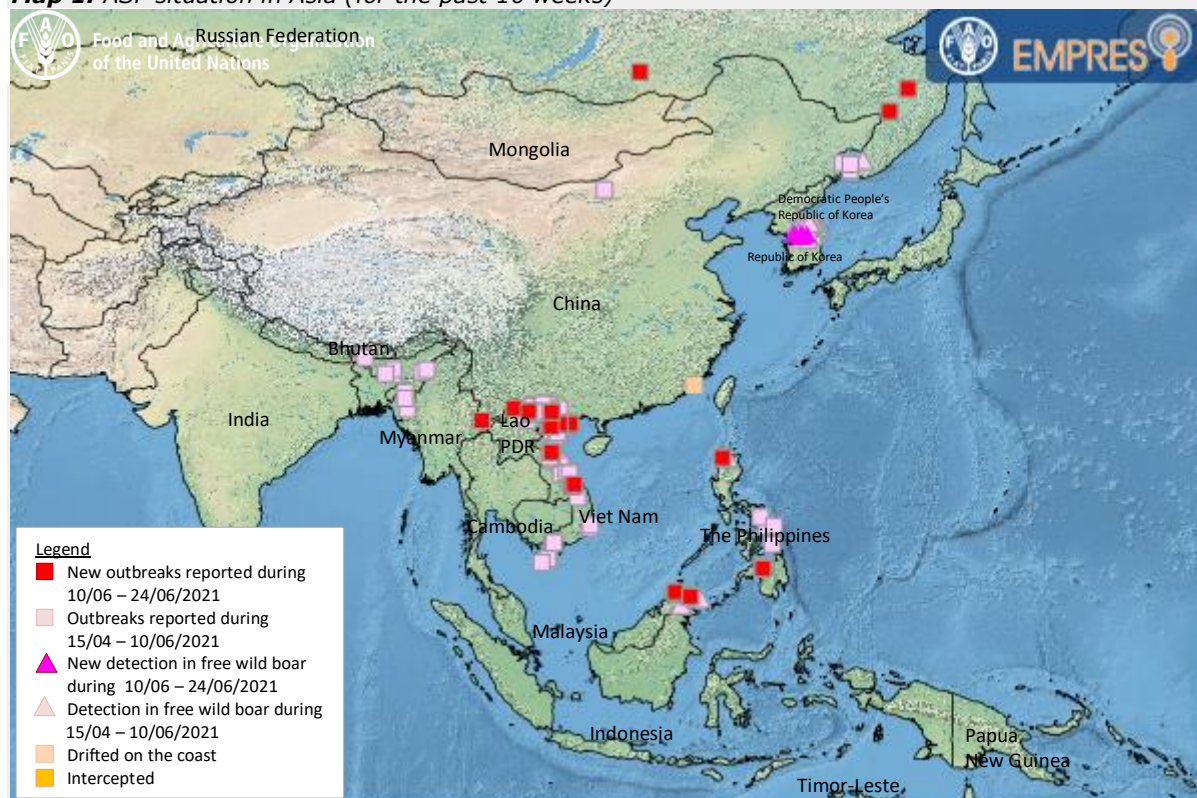 Map 1: ASF situation in Asia (for the past 10 weeks)
Food and Agriculture Organization
of the United Nations
Russian Federation
EMPRES
Mongolia
Democratic People's
Republic of Korea
Republic of Korea
China
Bhutan
India
Myanmar
Lao
PDR
Cambodia
Viet Nam
The Philippines
Malaysia
Indonesia
Papua
New Guinea
Timor-Leste
Legend
New outbreaks reported during
10/06 – 24/06/2021
Outbreaks reported during
15/04 – 10/06/2021
New detection in free wild boar
during 10/06 – 24/06/2021
Detection in free wild boar during
15/04 – 10/06/2021
Drifted on the coast
Intercepted